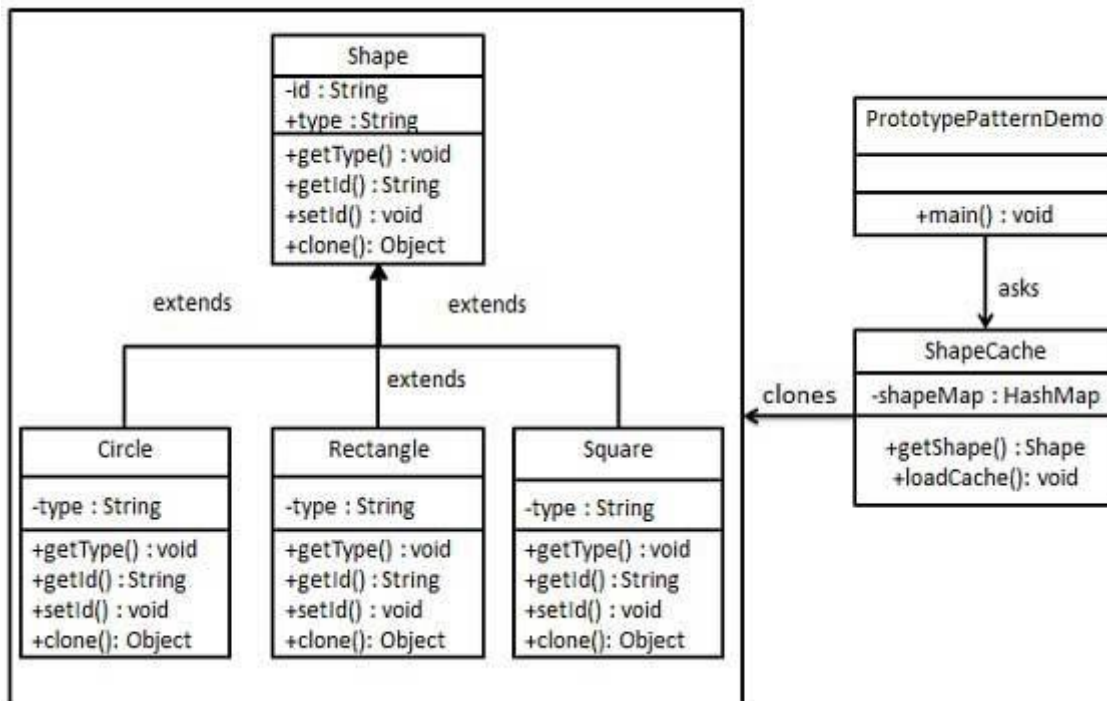 Shape
-id : String
+type : String
+getType() : void
+getId() : String
+setId() : void
+clone(): Object
extends
extends
extends
Circle
-type : String
+getType() : void
+getId() : String
+setId() : void
+clone(): Object
Rectangle
-type : String
+getType() : void
+getId() : String
+setId() : void
+clone(): Object
Square
-type : String
+getType() : void
+getId() : String
+setId() : void
+clone(): Object
PrototypePatternDemo
+main() : void
asks
ShapeCache
-shapeMap : HashMap
+getShape() : Shape
+loadCache(): void
clones